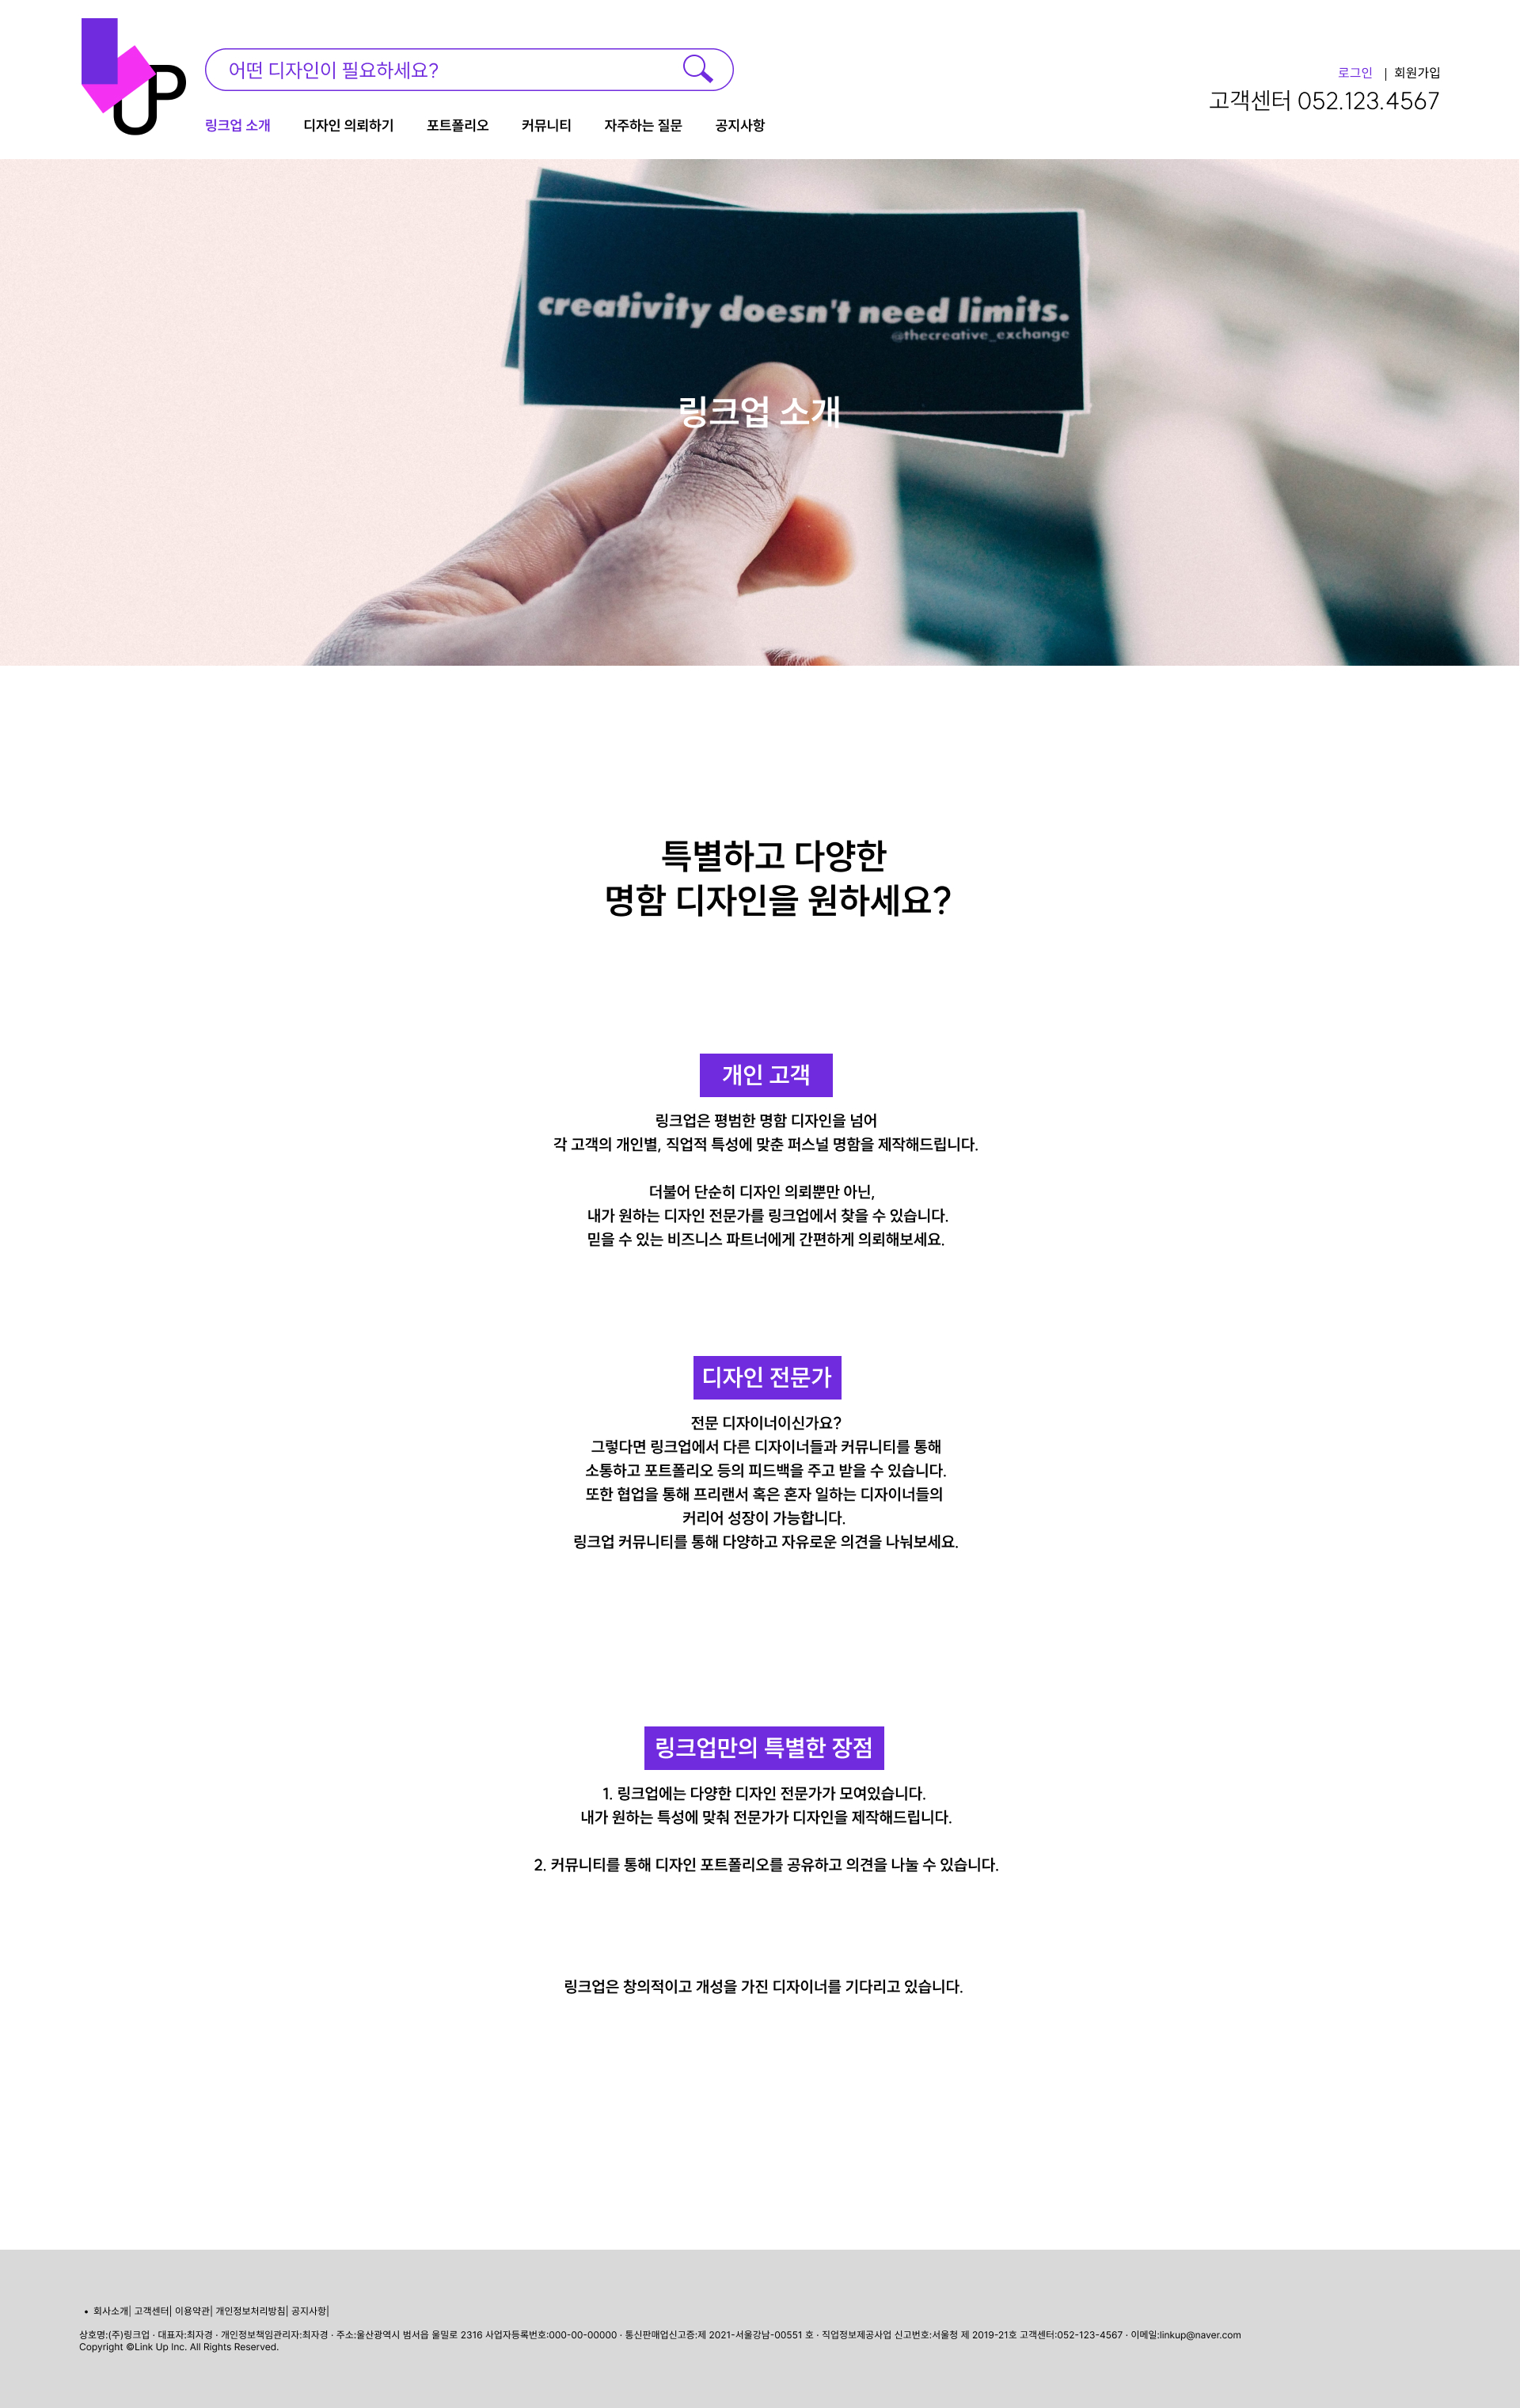 UP
어떤 디자인이 필요하세요?
로그인 | 회원가입
고객센터 052.123.4567
링크업 소개 디자인 의뢰하기 포트폴리오 커뮤니티 자주하는 질문 공지사항
creativity doesn't need limits.
@thecreative_exchange
링크업 소개
특별하고 다양한
명함 디자인을 원하세요?
개인 고객
링크업은 평범한 명함 디자인을 넘어
각 고객의 개인별, 직업적 특성에 맞춘 퍼스널 명함을 제작해드립니다.
더불어 단순히 디자인 의뢰뿐만 아닌,
내가 원하는 디자인 전문가를 링크업에서 찾을 수 있습니다.
믿을 수 있는 비즈니스 파트너에게 간편하게 의뢰해보세요.
디자인 전문가
전문 디자이너이신가요?
그렇다면 링크업에서 다른 디자이너들과 커뮤니티를 통해
소통하고 포트폴리오 등의 피드백을 주고 받을 수 있습니다.
또한 협업을 통해 프리랜서 혹은 혼자 일하는 디자이너들의
커리어 성장이 가능합니다.
링크업 커뮤니티를 통해 다양하고 자유로운 의견을 나눠보세요.
링크업만의 특별한 장점
1. 링크업에는 다양한 디자인 전문가가 모여있습니다.
내가 원하는 특성에 맞춰 전문가가 디자인을 제작해드립니다.
2. 커뮤니티를 통해 디자인 포트폴리오를 공유하고 의견을 나눌 수 있습니다.
링크업은 창의적이고 개성을 가진 디자이너를 기다리고 있습니다.
• 회사소개| 고객센터| 이용약관| 개인정보처리방침| 공지사항|
상호명:(주)링크업 · 대표자:최자경 · 개인정보책임관리자:최자경 · 주소:울산광역시 범서읍 울밀로 2316 사업자등록번호:000-00-00000 · 통신판매업신고증:제 2021-서울강남-00551 호 · 직업정보제공사업 신고번호:서울청 제 2019-21호 고객센터:052-123-4567 · 이메일:linkup@naver.com
Copyright ©Link Up Inc. All Rights Reserved.